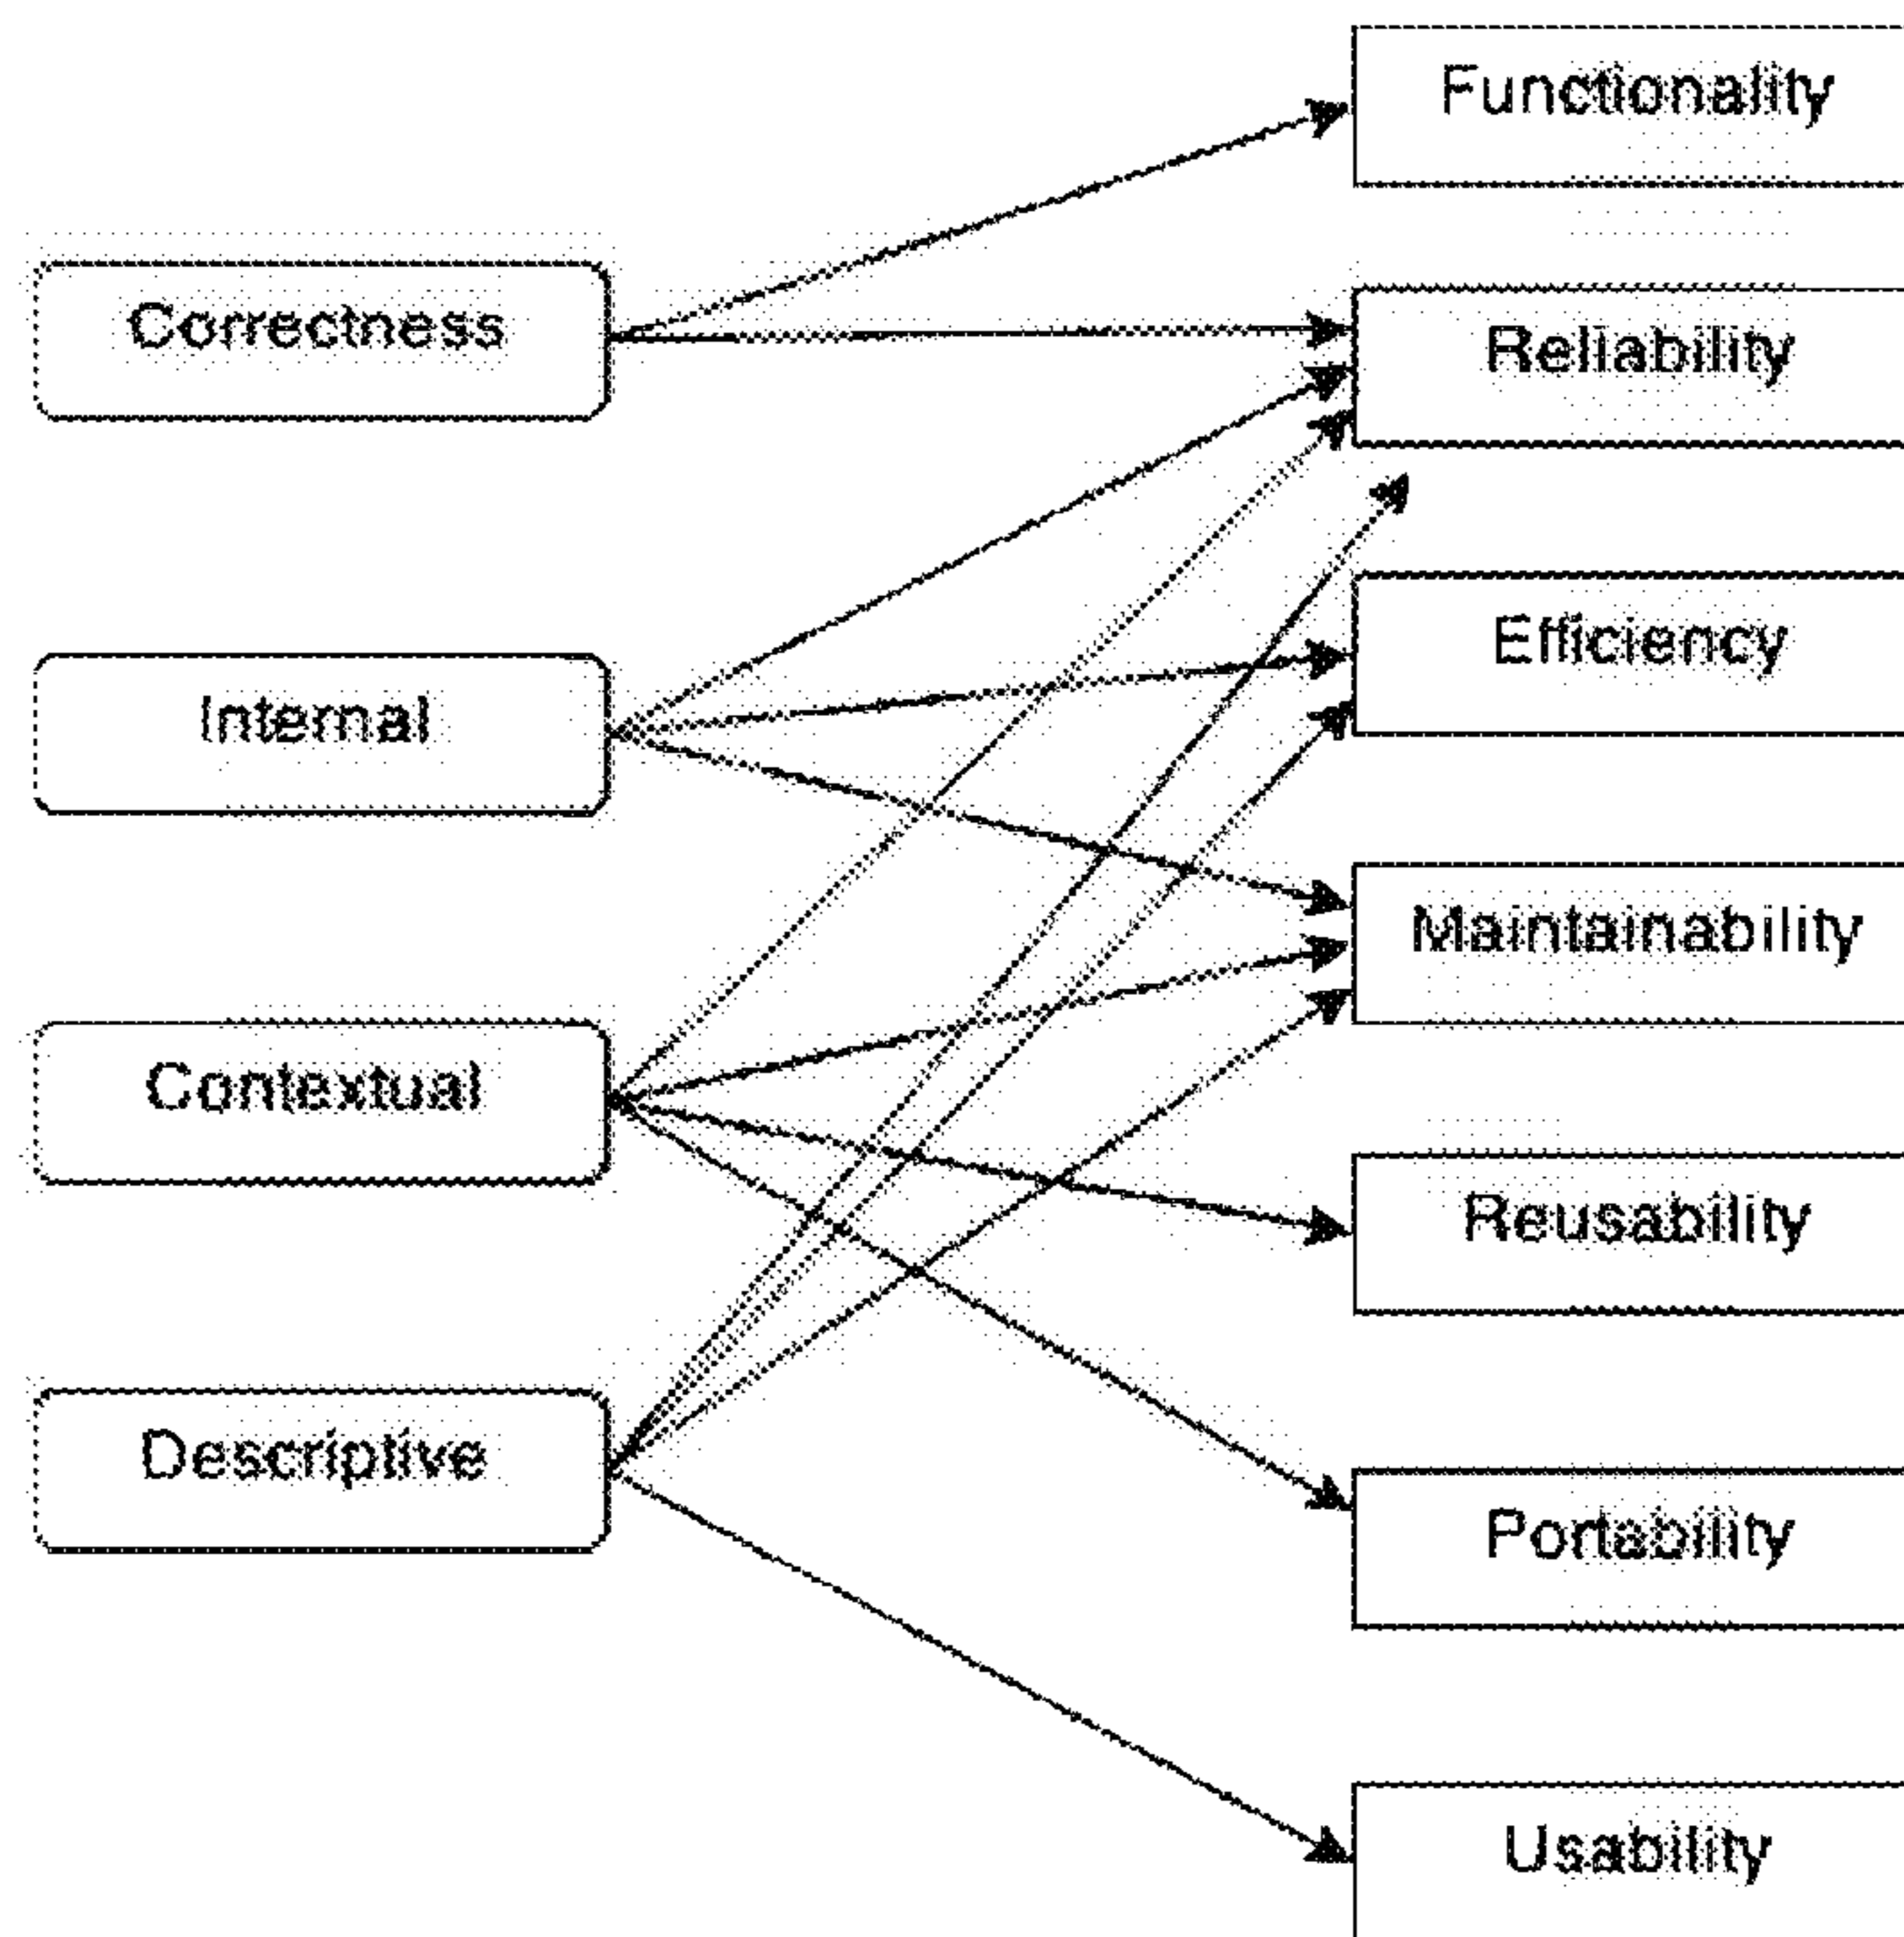 Functionality
Correctness
Reliability
Efficiency
Internal
Maintainability
Contextual
Reusability
Descriptive
Portability
Usability